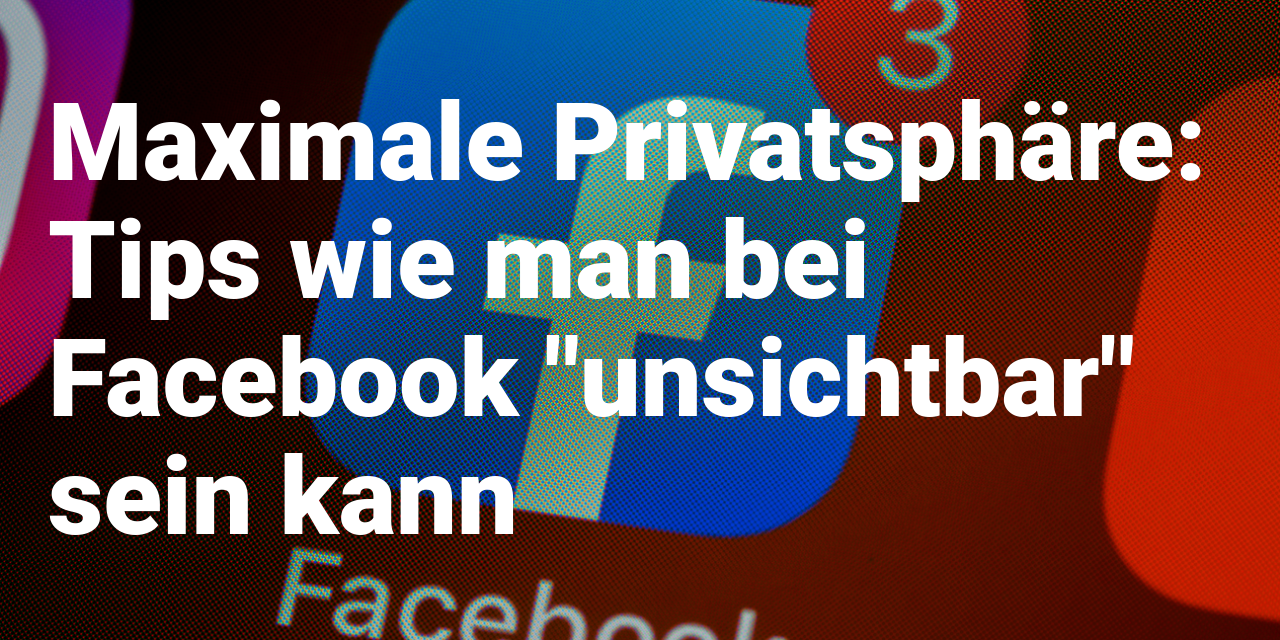 3
Maximale Privatsphäre:
Tips wie man bei
Facebook "unsichtbar"
sein kann
Facebook